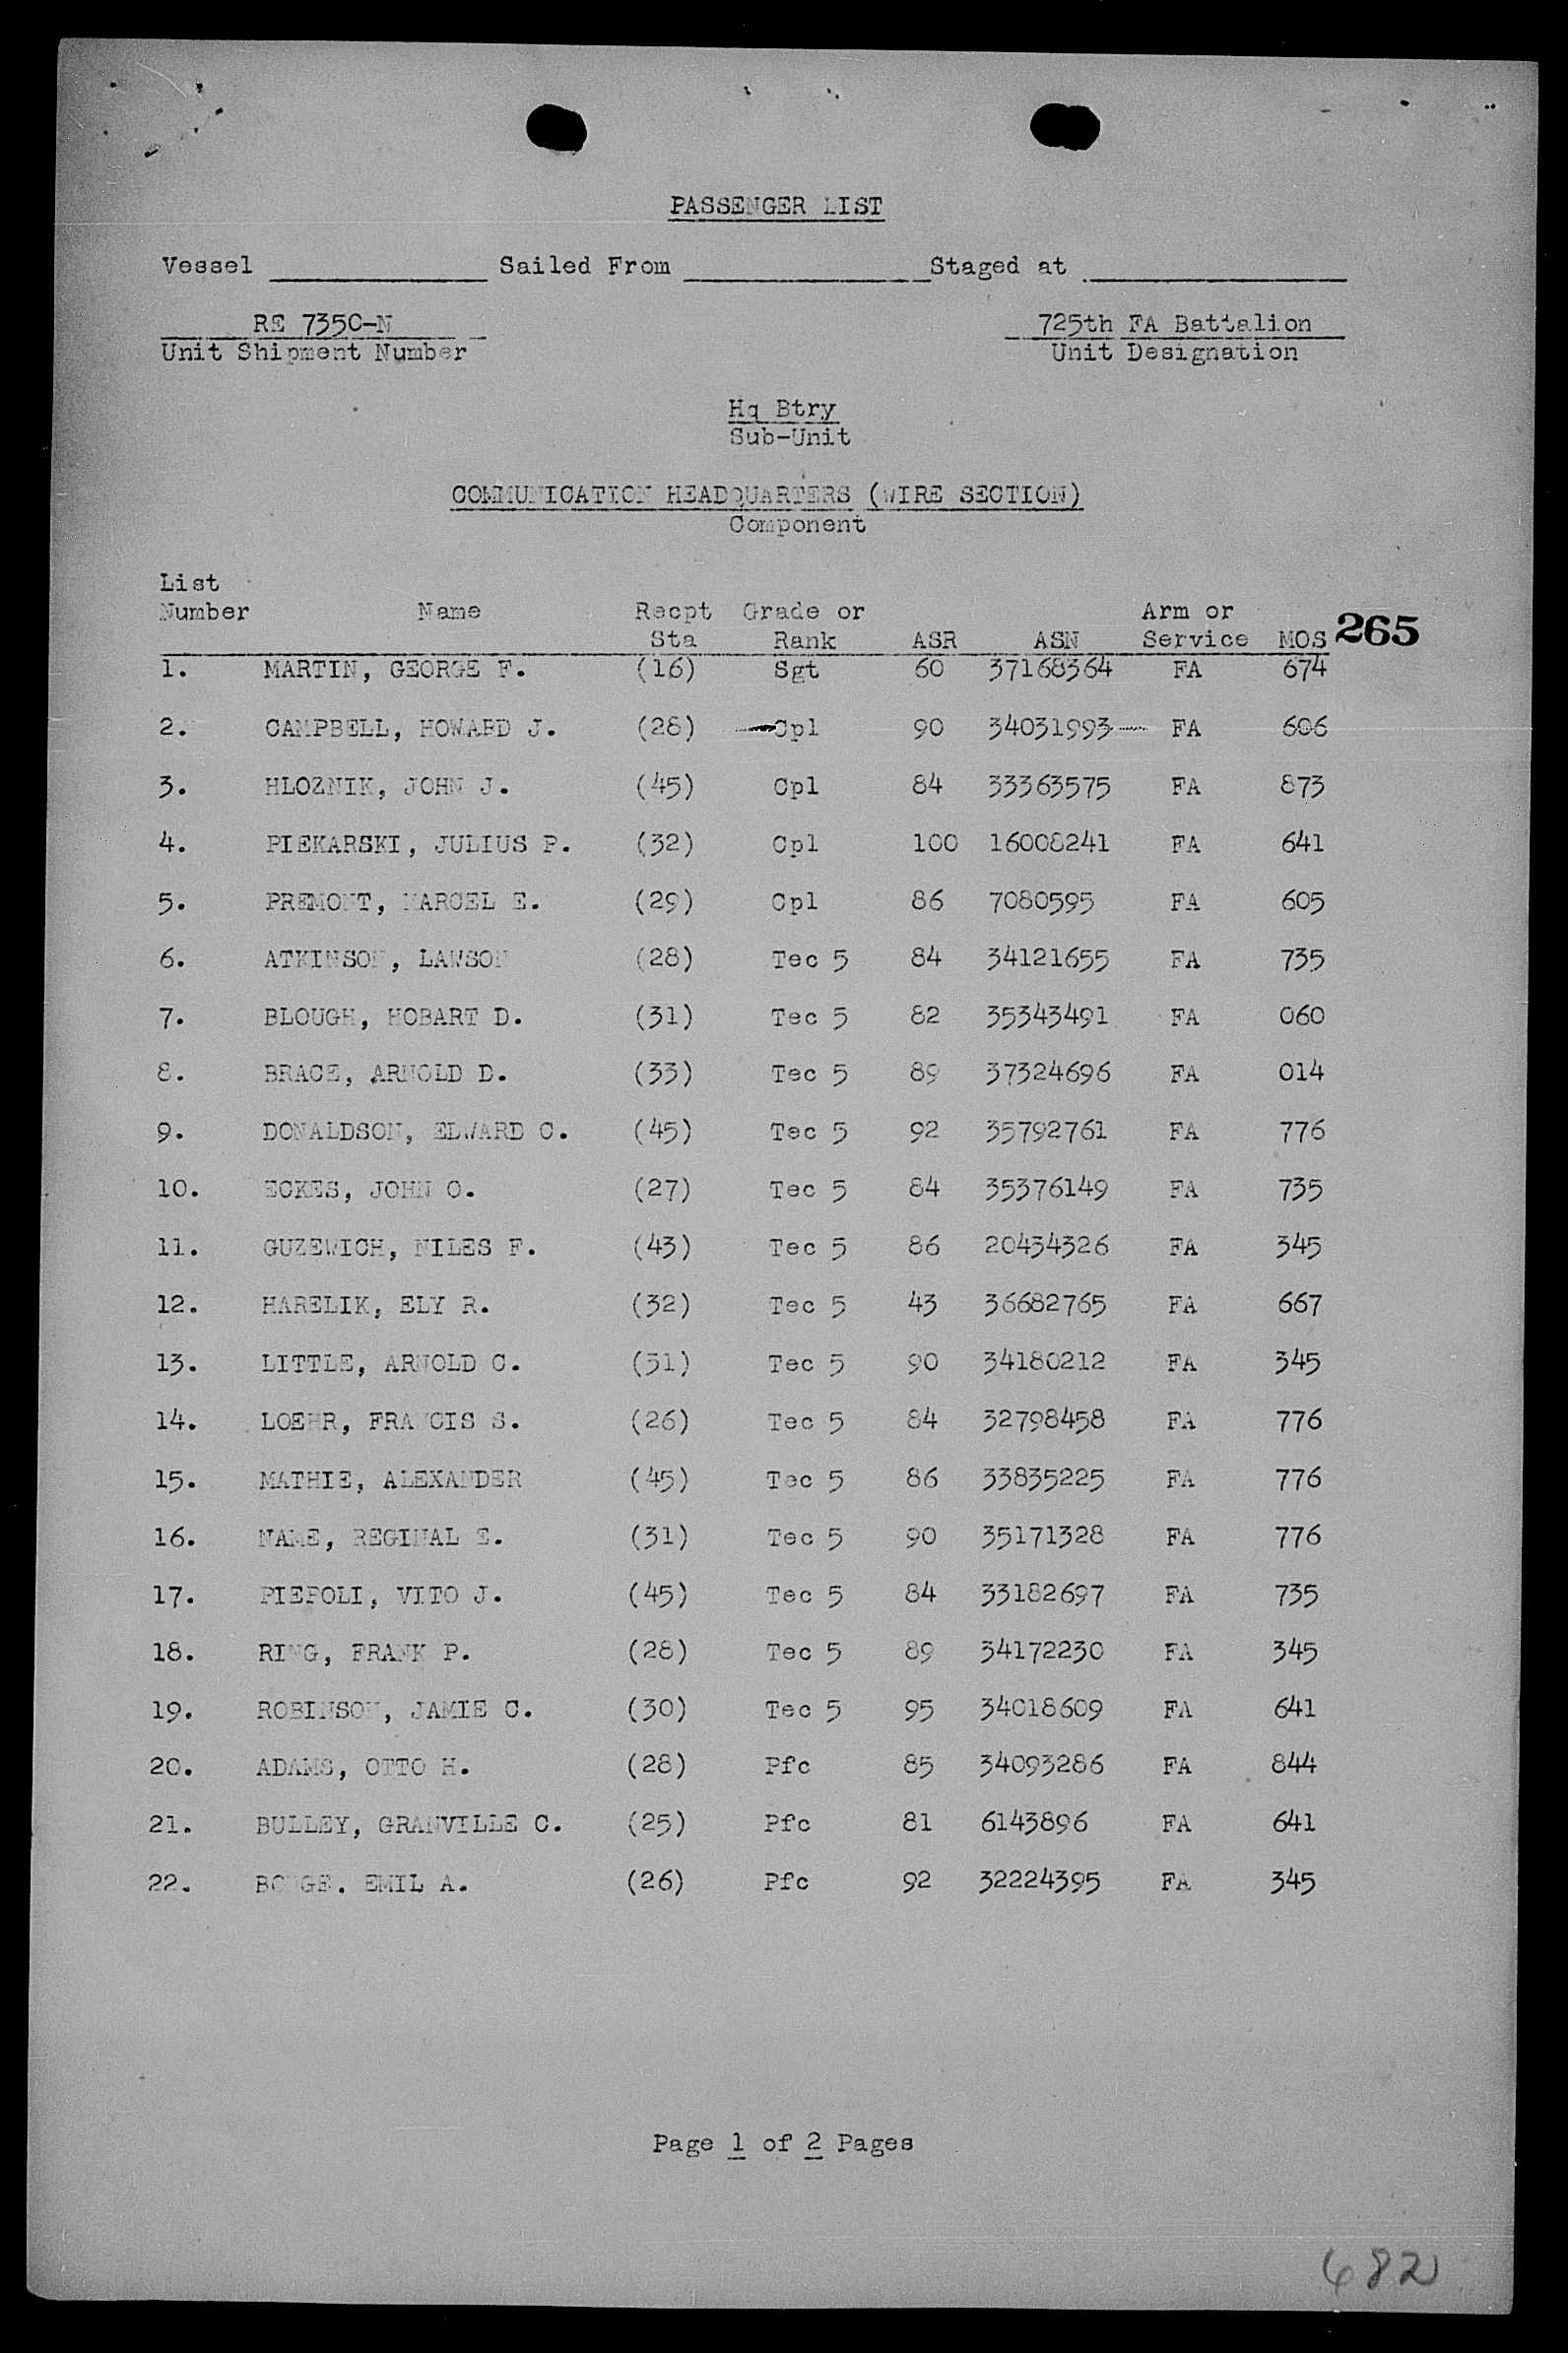 PASSENGER LIST
Vessel Sailed From Staged at
RE 7350-N 725th FA Battalion
Unit Shipment Number Unit Designation
Hq Btry
Sub-Unit
COMMUNICATION HEADQUARTERS (WIRE SECTION)
Component
List
Number Name Recpt Grade or Arm or
Sta Rank ASR ASN Service MOS 265
1. MARTIN, GEORGE F. (16) Sgt 60 37168364 FA 674
2. CAMPBELL, HOWARD J. (28) Cpl 90 34031993 FA 606
3. HLOZNIK, JOHN J. (45) Cpl 84 33363575 FA 873
4. PIEKARSKI, JULIUS P. (32) Cpl 100 16008241 FA 641
5. PREMONT, MARCEL E. (29) Cpl 86 7080595 FA 605
6. ATKINSON, LAWSON (28) Tec 5 84 34121655 FA 735
7. BLOUGH, HOBART D. (31) Tec 5 82 35343491 FA 060
8. BRACE, ARNOLD D. (33) Tec 5 89 37324696 FA 014
9. DONALDSON, EDWARD C. (45) Tec 5 92 35792761 FA 776
10. ECKES, JOHN C. (27) Tec 5 84 35376149 FA 735
11. GUZEWICH, NILES F. (43) Tec 5 86 20434326 FA 345
12. HARELIK, ELY R. (32) Tec 5 43 36682765 FA 667
13. LITTLE, ARNOLD C. (31) Tec 5 90 34180212 FA 345
14. LOEHR, FRANCIS S. (26) Tec 5 84 32798458 FA 776
15. MATHIE, ALEXANDER (45) Tec 5 86 33835225 FA 776
16. NAME, REGINAL E. (31) Tec 5 90 35171328 FA 776
17. PIEPOLI, VITO J. (45) Tec 5 84 33182697 FA 735
18. RING, FRANK P. (28) Tec 5 89 34172230 FA 345
19. ROBINSON, JAMIE C. (30) Tec 5 95 34018609 FA 641
20. ADAMS, OTTO H. (28) Pfc 85 34093286 FA 844
21. BULLEY, GRANVILLE C. (25) Pfc 81 6143896 FA 641
22. EMIL A. (26) Pfc 92 32224395 FA 345
Page 1 of 2 Pages
682